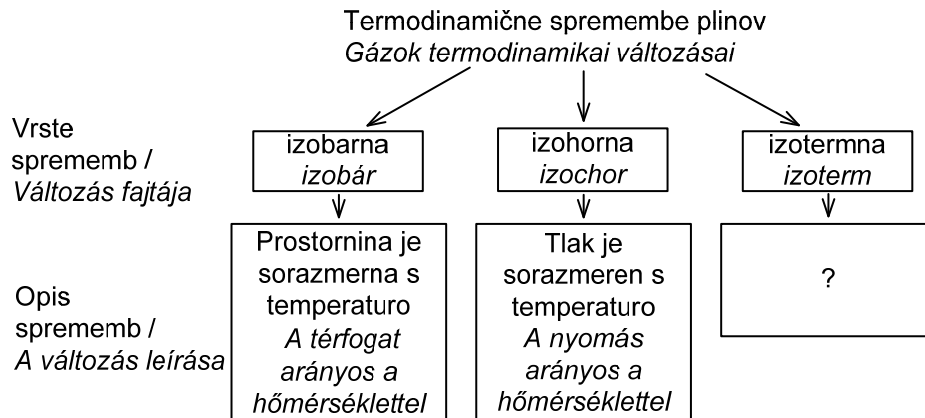 Termodinamične spremembe plinov
Gázok termodinamikai változásai
Vrste
sprememb /
Változás fajtája
izobarna
izobár
izohorna
izochor
izotermna
izoterm
Opis
sprememb /
A változás leírása
Prostornina je
sorazmerna s
temperaturo
A térfogat
arányos a
hőmérséklettel
Tlak je
sorazmeren s
temperaturo
A nyomás
arányos a
hőmérséklettel
?